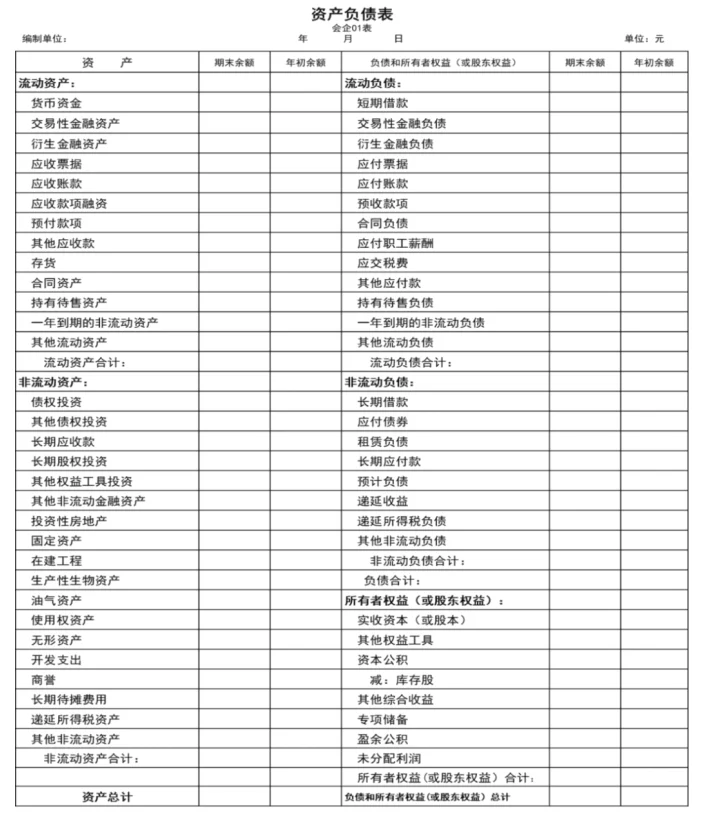 资产负债表
会企01表
编制单位： 年 月 日 单位：元
资 产 期末余额 年初余额 负债和所有者权益（或股东权益） 期末余额 年初余额
流动资产： 流动负债：
货币资金 短期借款
交易性金融资产 交易性金融负债
衍生金融资产 衍生金融负债
应收票据 应付票据
应收账款 应付账款
应收款项融资 预收款项
预付款项 合同负债
其他应收款 应付职工薪酬
存货 应交税费
合同资产 其他应付款
持有待售资产 持有待售负债
一年到期的非流动资产 一年到期的非流动负债
其他流动资产 其他流动负债
流动资产合计： 流动负债合计：
非流动资产： 非流动负债：
债权投资 长期借款
其他债权投资 应付债券
长期应收款 租赁负债
长期股权投资 长期应付款
其他权益工具投资 预计负债
其他非流动金融资产 递延收益
投资性房地产 递延所得税负债
固定资产 其他非流动负债
在建工程 非流动负债合计：
生产性生物资产 负债合计：
油气资产 所有者权益（或股东权益）：
使用权资产 实收资本（或股本）
无形资产 其他权益工具
开发支出 资本公积
商誉 减：库存股
长期待摊费用 其他综合收益
递延所得税资产 专项储备
其他非流动资产 盈余公积
非流动资产合计： 未分配利润
所有者权益(或股东权益）合计：
资产总计 负债和所有者权益(或股东权益）总计